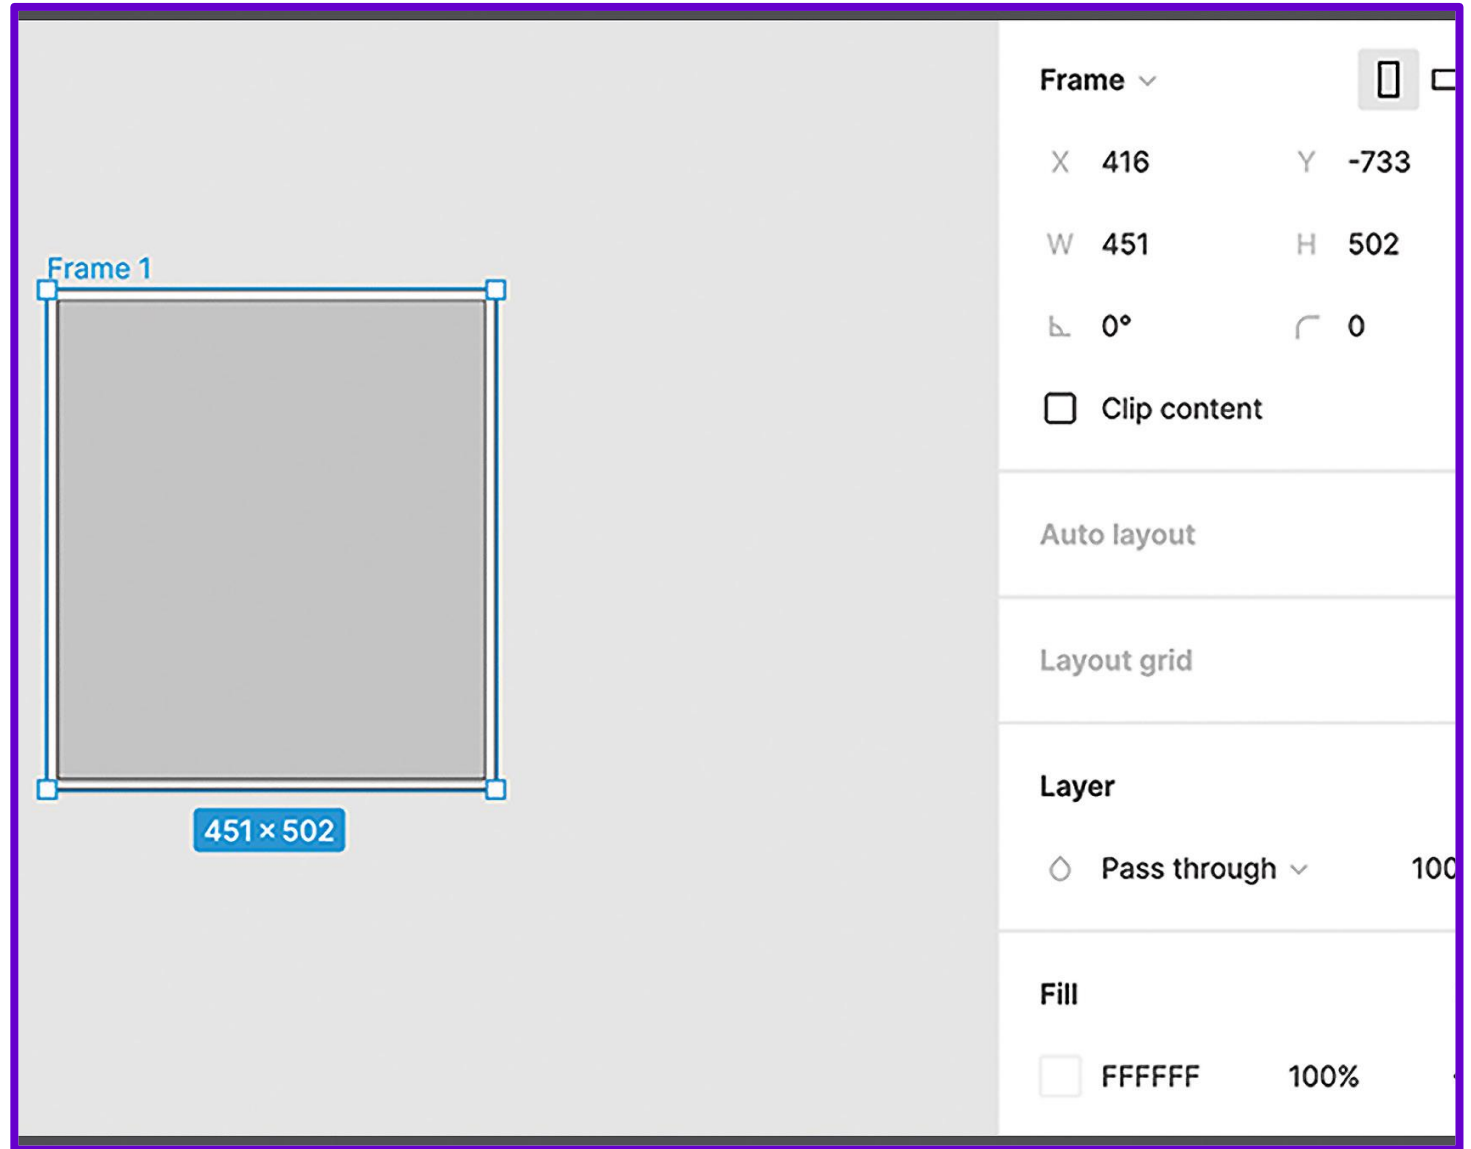 Frame 1
451 × 502
Frame
X 416 Y -733
W 451 H 502
0° 0
Clip content
Auto layout
Layout grid
Layer
Pass through 100
Fill
FFFFFF 100%